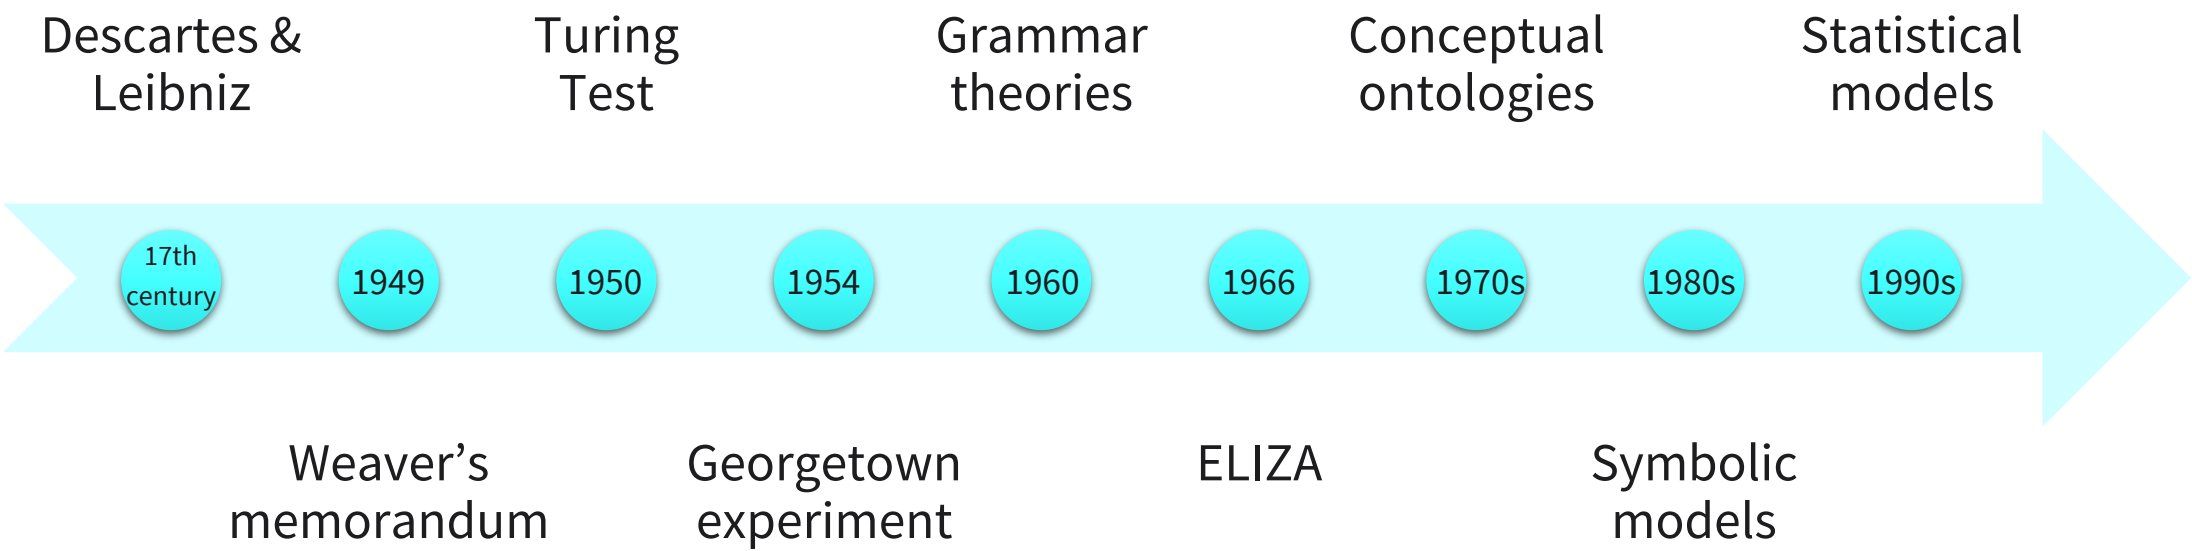 Descartes &
Leibniz
Turing
Test
Grammar
theories
Conceptual
ontologies
Statistical
models
17th
century
1949
1950
1954
1960
1966
1970s
1980s
1990s
Weaver’s
memorandum
Georgetown
experiment
ELIZA
Symbolic
models